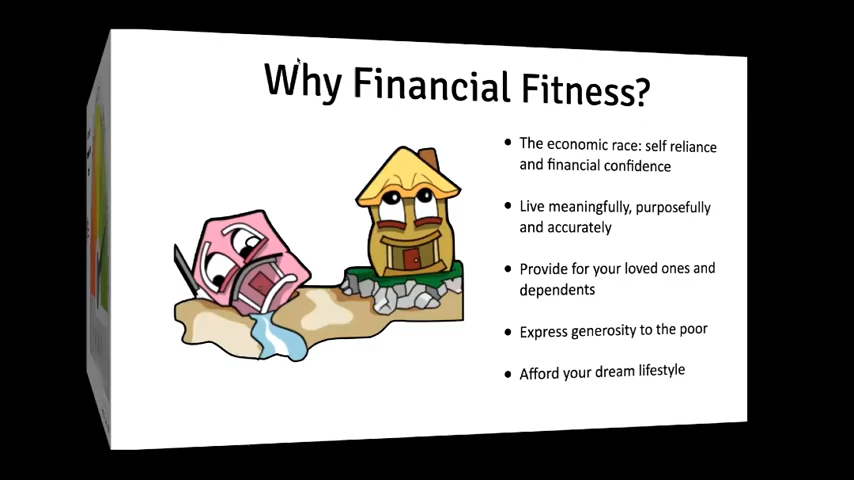 Why Financial Fitness?
• The economic race: self reliance
and financial confidence
• Live meaningfully, purposefully
and accurately
• Provide for your loved ones and
dependents
• Express generosity to the poor
• Afford your dream lifestyle